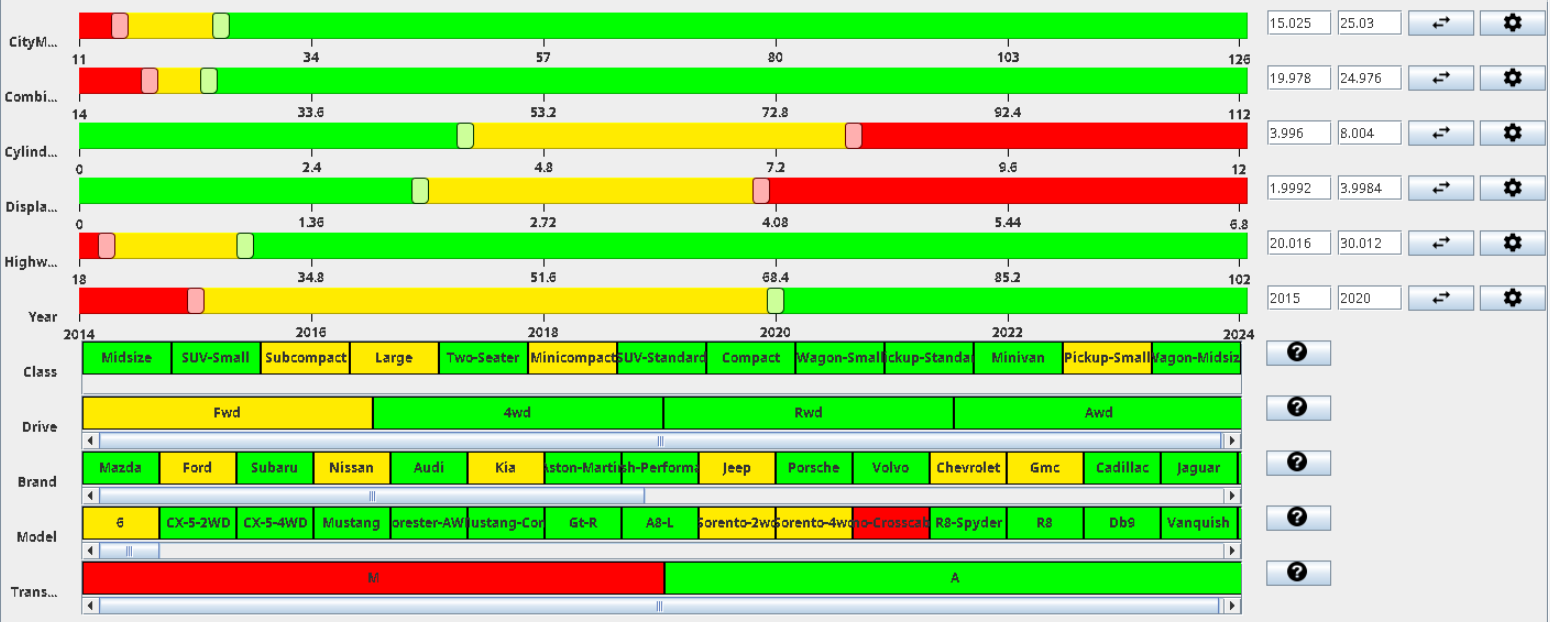 CityM... 15.025 25.03
11 34 57 80 103 126
Combi... 19.978 24.976
14 33.6 53.2 72.8 92.4 112
Cylind... 3.996 8.004
0 2.4 4.8 7.2 9.6 12
Displa... 1.9992 3.9984
0 1.36 2.72 4.08 5.44 6.8
Highw... 20.016 30.012
18 34.8 51.6 68.4 85.2 102
Year 2015 2020
2014 2016 2018 2020 2022 2024
Class Midsize SUV-Small Subcompact Large Two-Seater Minicompact SUV-Standard Compact Wagon-Small ickup-Standa Minivan Pickup-Small Wagon-Midsiz ?
Drive Fwd 4wd Rwd Awd ?
Brand Mazda Ford Subaru Nissan Audi Kia Aston-Martin sh-Performa Jeep Porsche Volvo Chevrolet Gmc Cadillac Jaguar ?
Model 6 CX-5-2WD CX-5-4WD Mustang orester-AWD ustang-Con Gt-R A8-L Sorento-2wd Sorento-4wd no-Crosscab R8-Spyder R8 Db9 Vanquish ?
Trans... M A ?